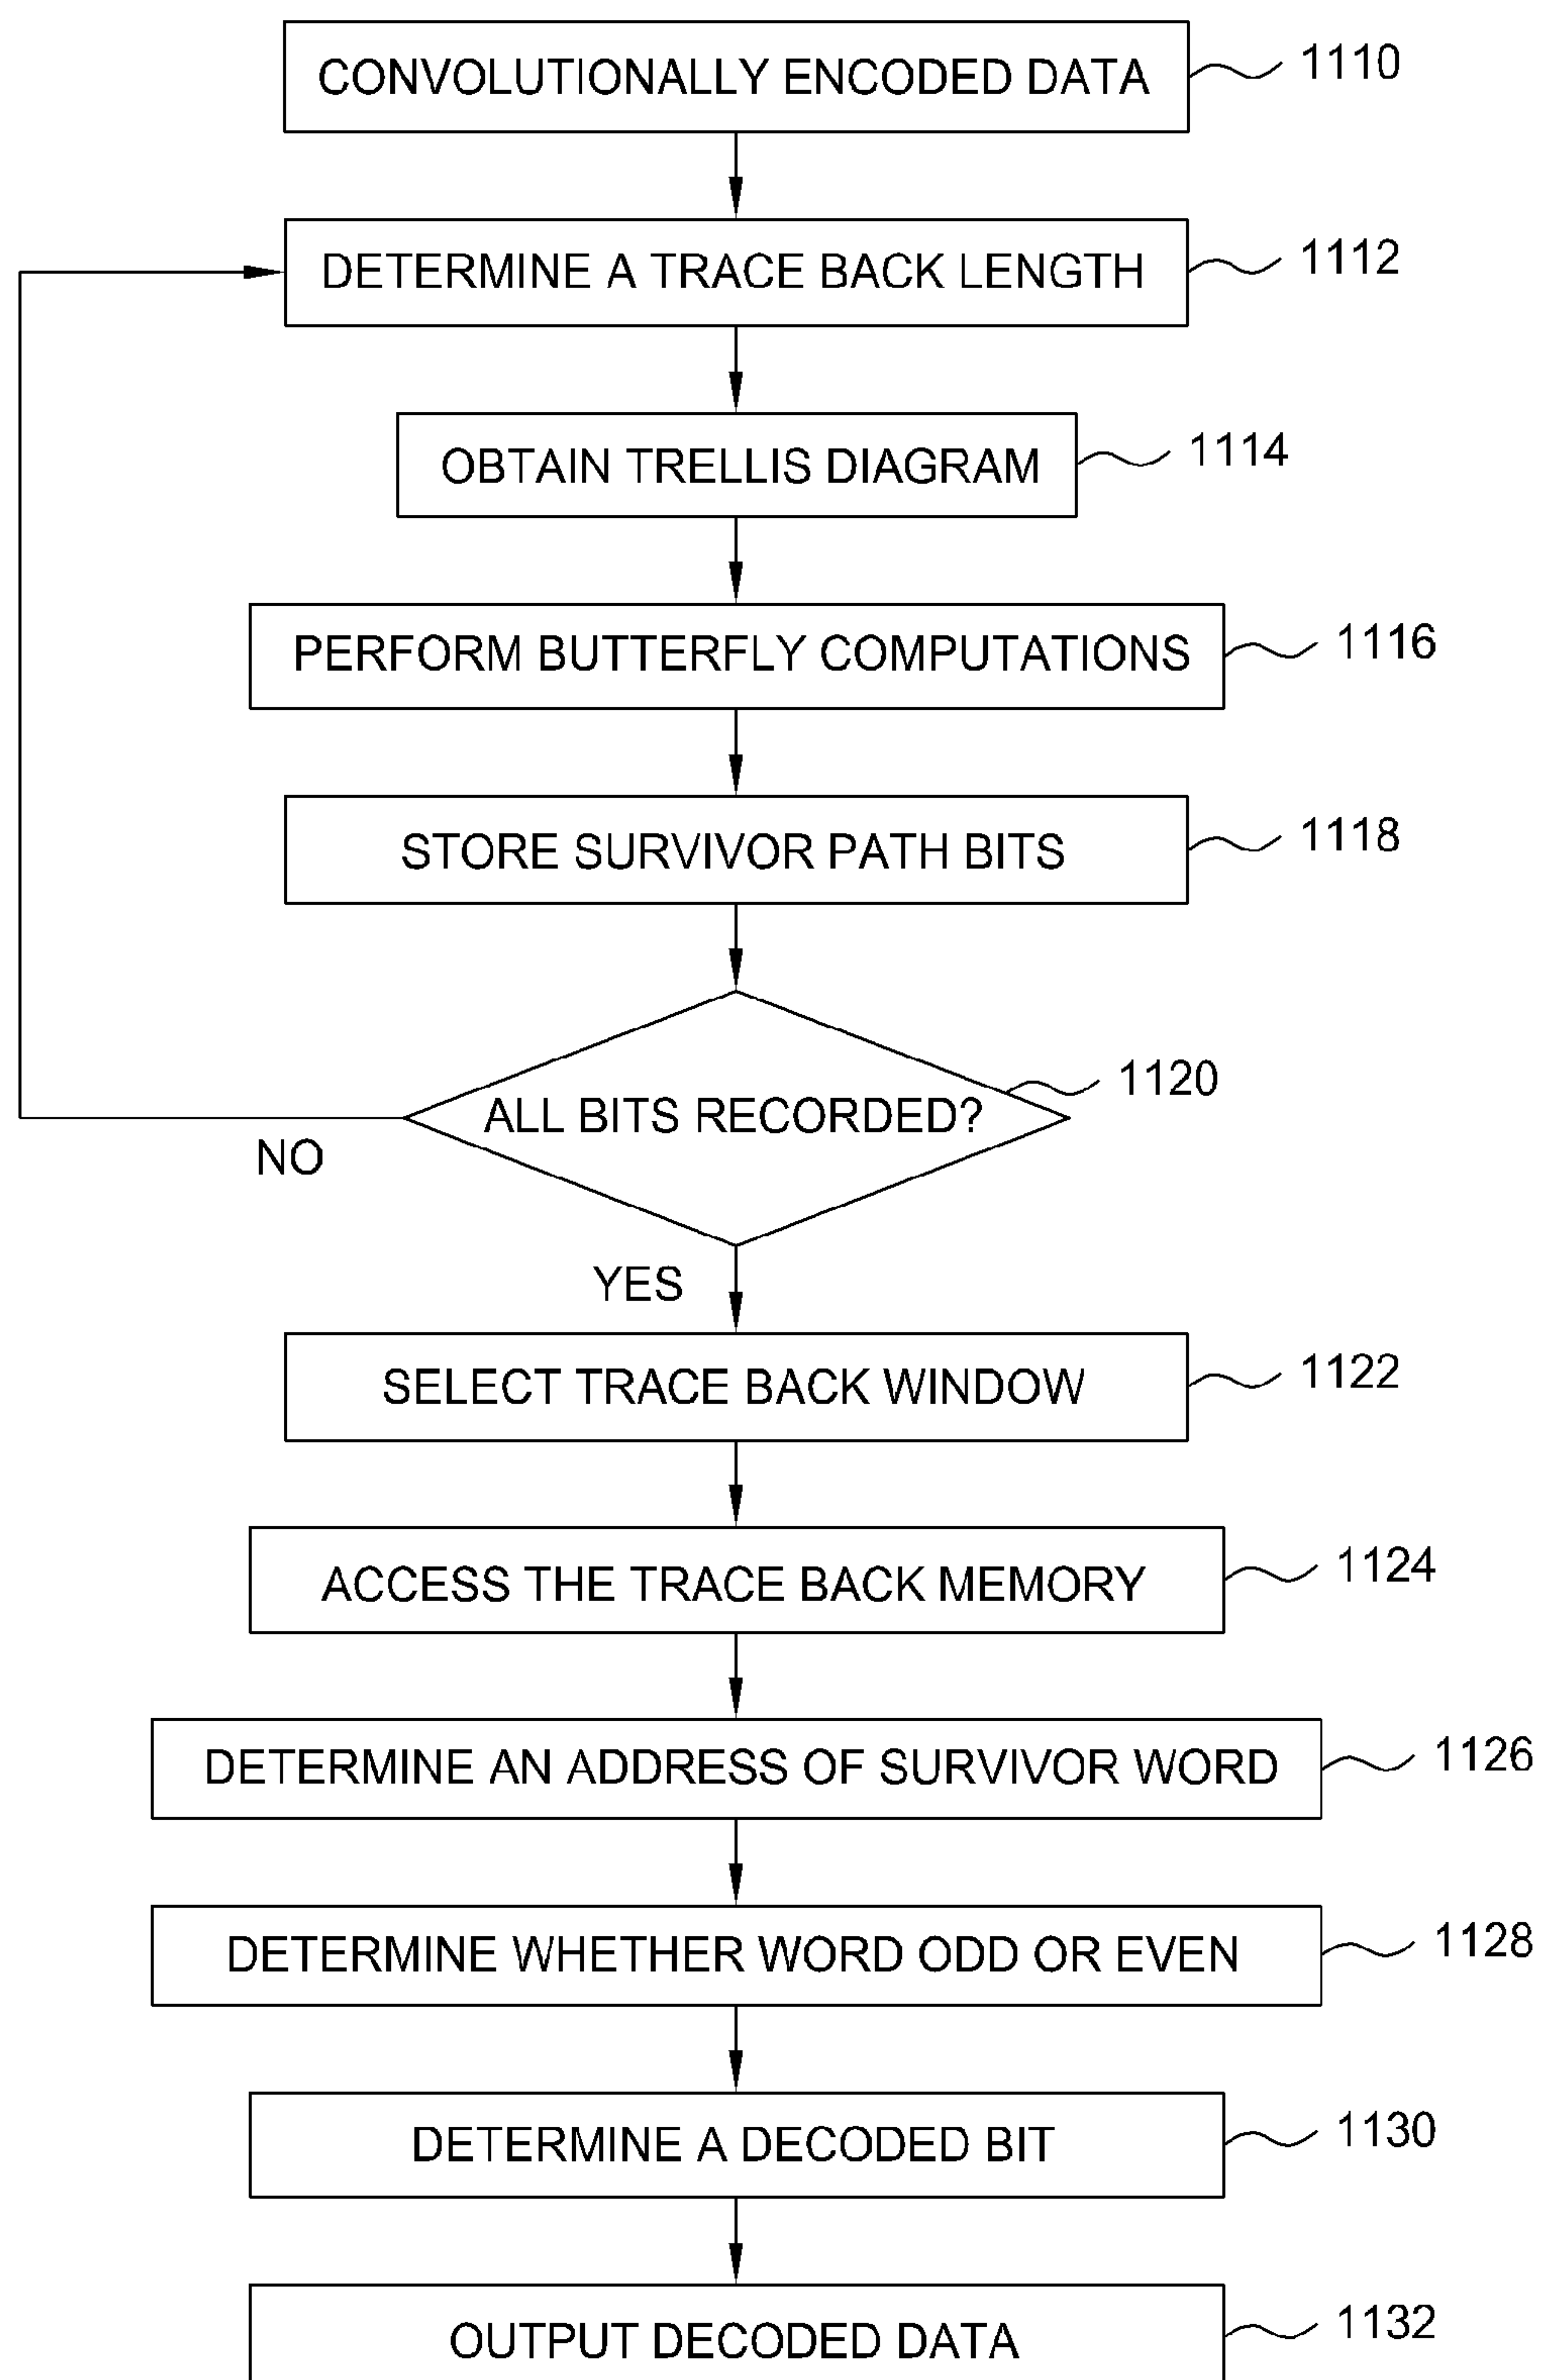 CONVOLUTIONALLY ENCODED DATA 1110
DETERMINE A TRACE BACK LENGTH 1112
OBTAIN TRELLIS DIAGRAM 1114
PERFORM BUTTERFLY COMPUTATIONS 1116
STORE SURVIVOR PATH BITS 1118
ALL BITS RECORDED? 1120
NO
YES
SELECT TRACE BACK WINDOW 1122
ACCESS THE TRACE BACK MEMORY 1124
DETERMINE AN ADDRESS OF SURVIVOR WORD 1126
DETERMINE WHETHER WORD ODD OR EVEN 1128
DETERMINE A DECODED BIT 1130
OUTPUT DECODED DATA 1132